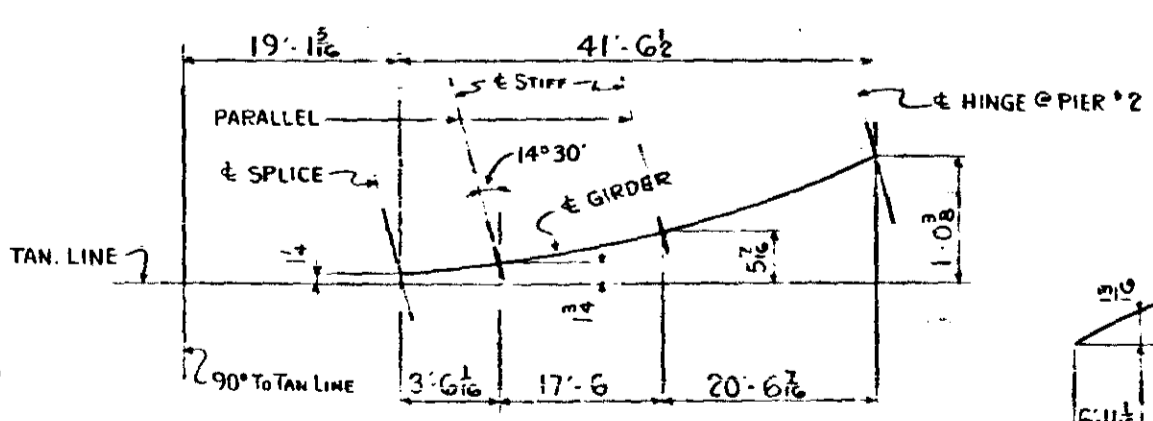 19'-1 5/16
41'-6 1/2
℄ STIFF
℄ HINGE @ PIER #2
PARALLEL
14°30'
℄ SPLICE
℄ GIRDER
TAN. LINE
5 7/16
1'-0 3/8
90° TO TAN LINE
3'-6 1/16
17'-6
20'-6 7/16